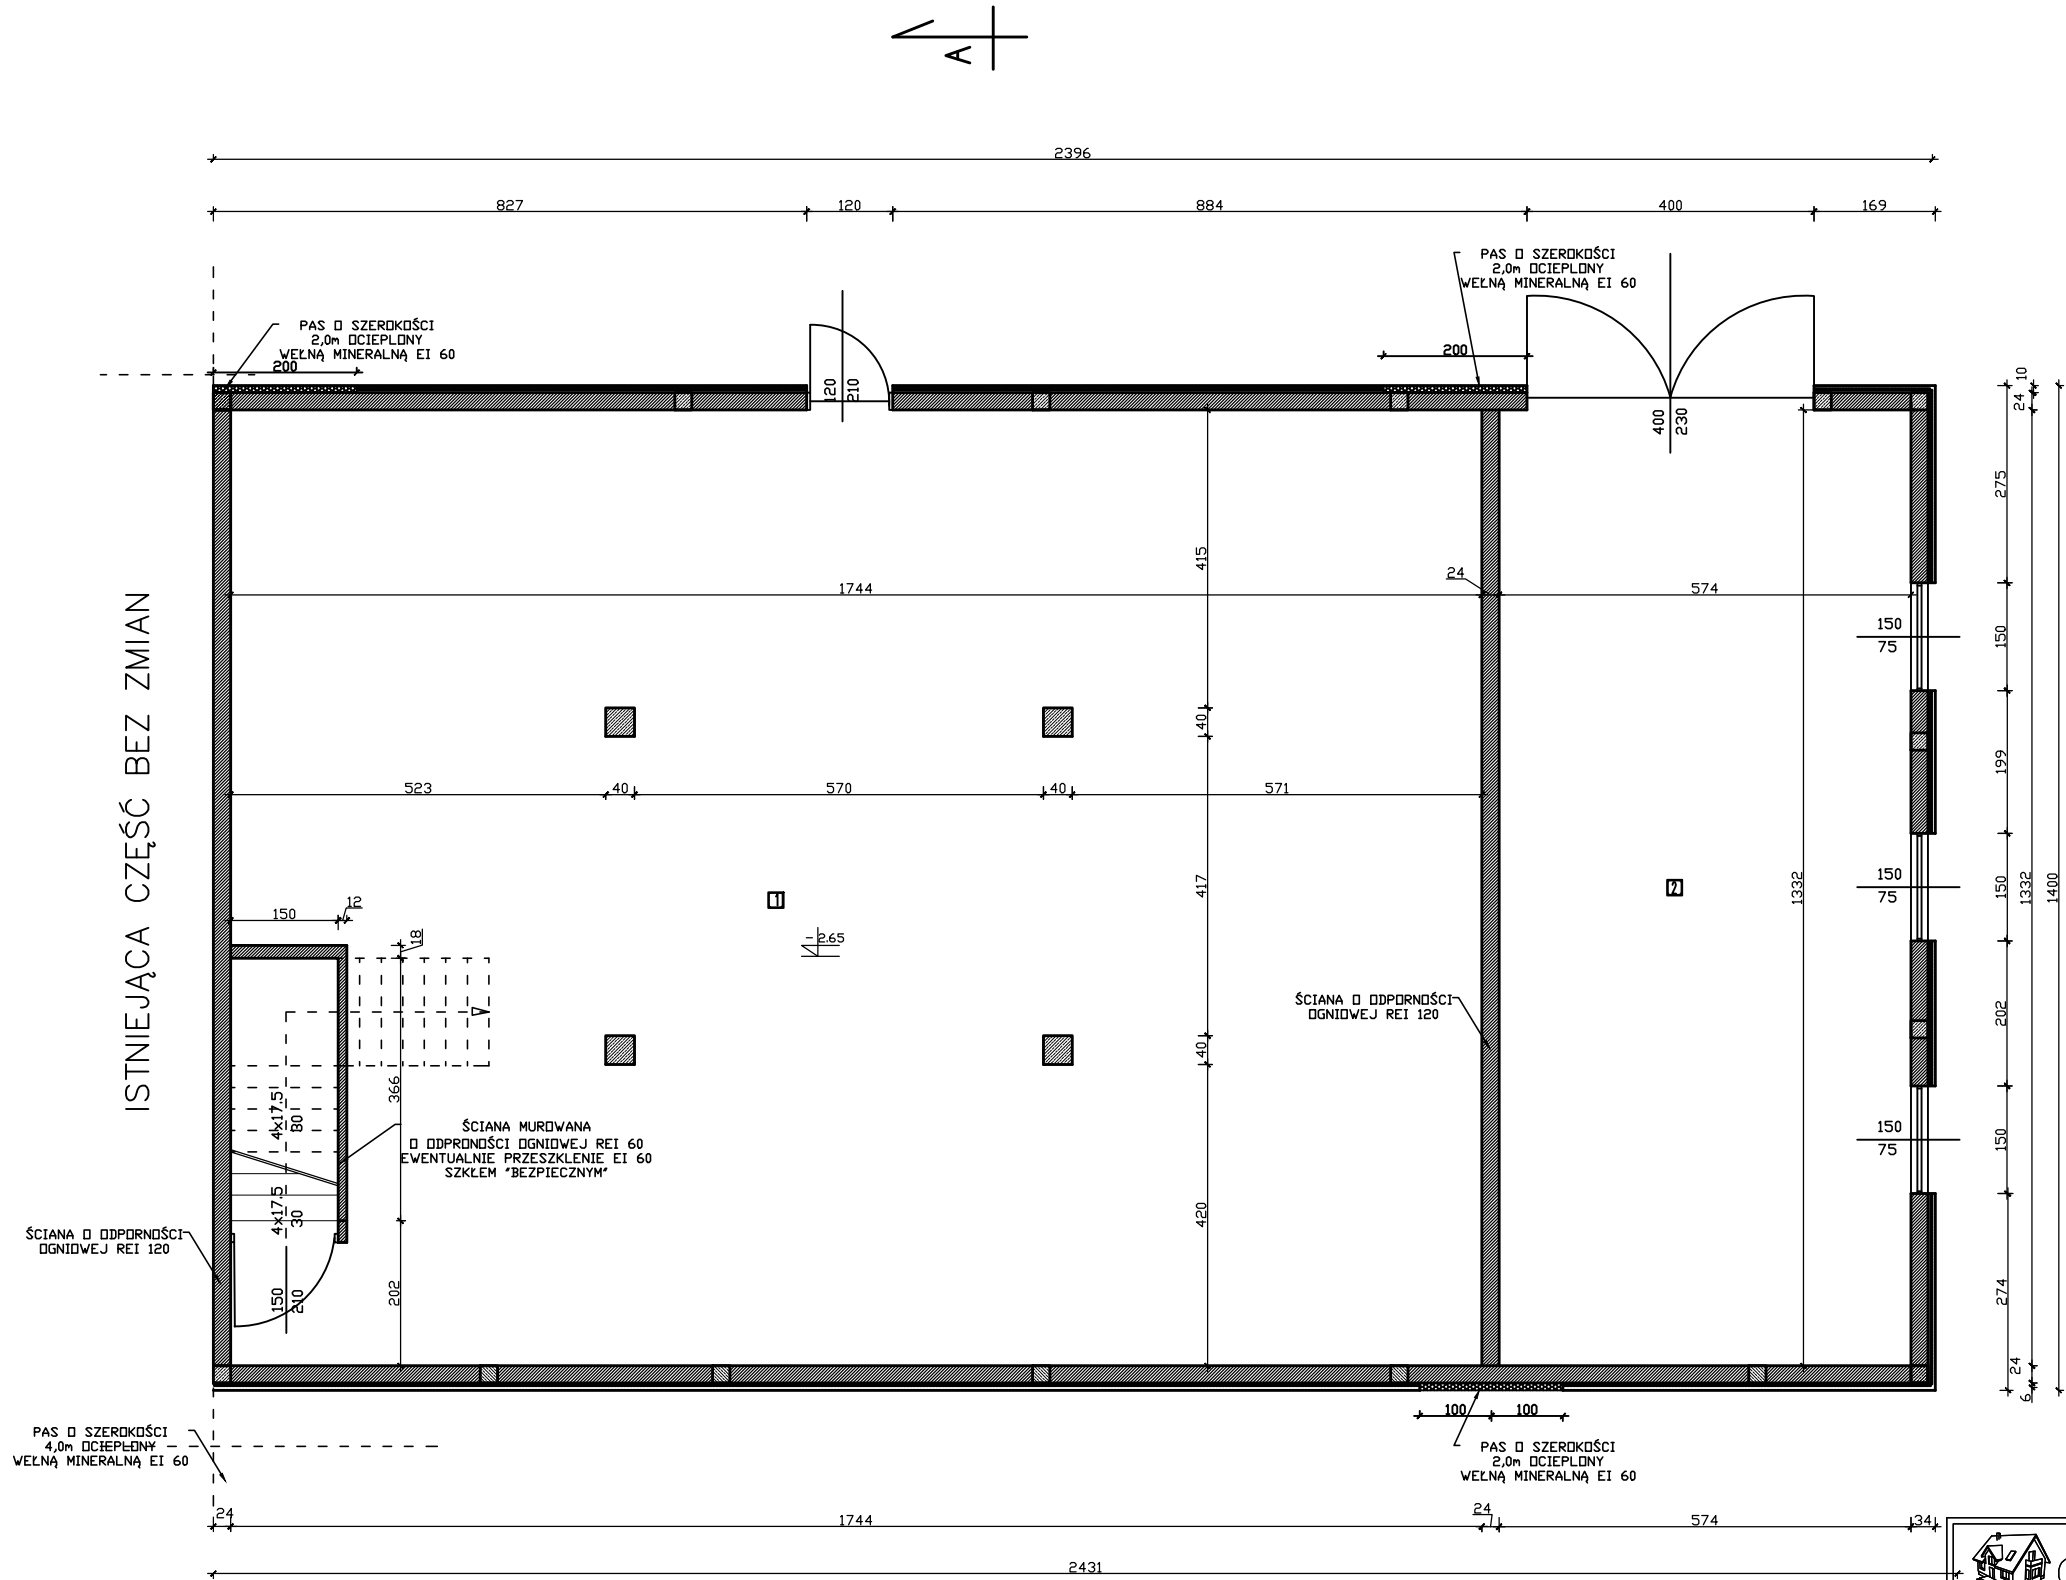 A
2396
827
120
884
400
169
PAS O SZEROKOŚCI
2,0m OCIEPLONY
WEŁNĄ MINERALNĄ EI 60
200
PAS O SZEROKOŚCI
2,0m OCIEPLONY
WEŁNĄ MINERALNĄ EI 60
200
120
210
400
230
10
24
275
150
199
150
202
150
274
24
6
1332
1400
ISTNIEJĄCA CZĘŚĆ BEZ ZMIAN
415
24
1744
574
150
75
40
523
40
570
40
571
1
2
417
1332
150
75
150
12
18
- 2.65
ŚCIANA O ODPORNOŚCI
OGNIOWEJ REI 120
40
366
4x17,5
30
ŚCIANA MUROWANA
O ODPRONOŚCI OGNIOWEJ REI 60
EWENTUALNIE PRZESZKLENIE EI 60
SZKŁEM "BEZPIECZNYM"
150
75
4x17,5
30
420
ŚCIANA O ODPORNOŚCI
OGNIOWEJ REI 120
202
150
210
100
100
PAS O SZEROKOŚCI
4,0m OCIEPLONY
WEŁNĄ MINERALNĄ EI 60
PAS O SZEROKOŚCI
2,0m OCIEPLONY
WEŁNĄ MINERALNĄ EI 60
24
1744
24
574
34
2431